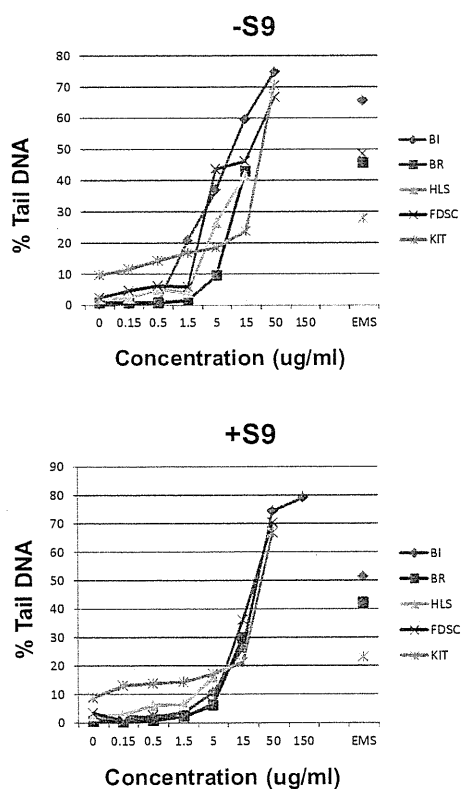 -S9
80
70
60
50
40
30
20
10
0
% Tail DNA
0 0.15 0.5 1.5 5 15 50 150 EMS
Concentration (ug/ml)
BI
BR
HLS
FDSC
KIT
+S9
90
80
70
60
50
40
30
20
10
0
% Tail DNA
0 0.15 0.5 1.5 5 15 50 150 EMS
Concentration (ug/ml)
BI
BR
HLS
FDSC
KIT